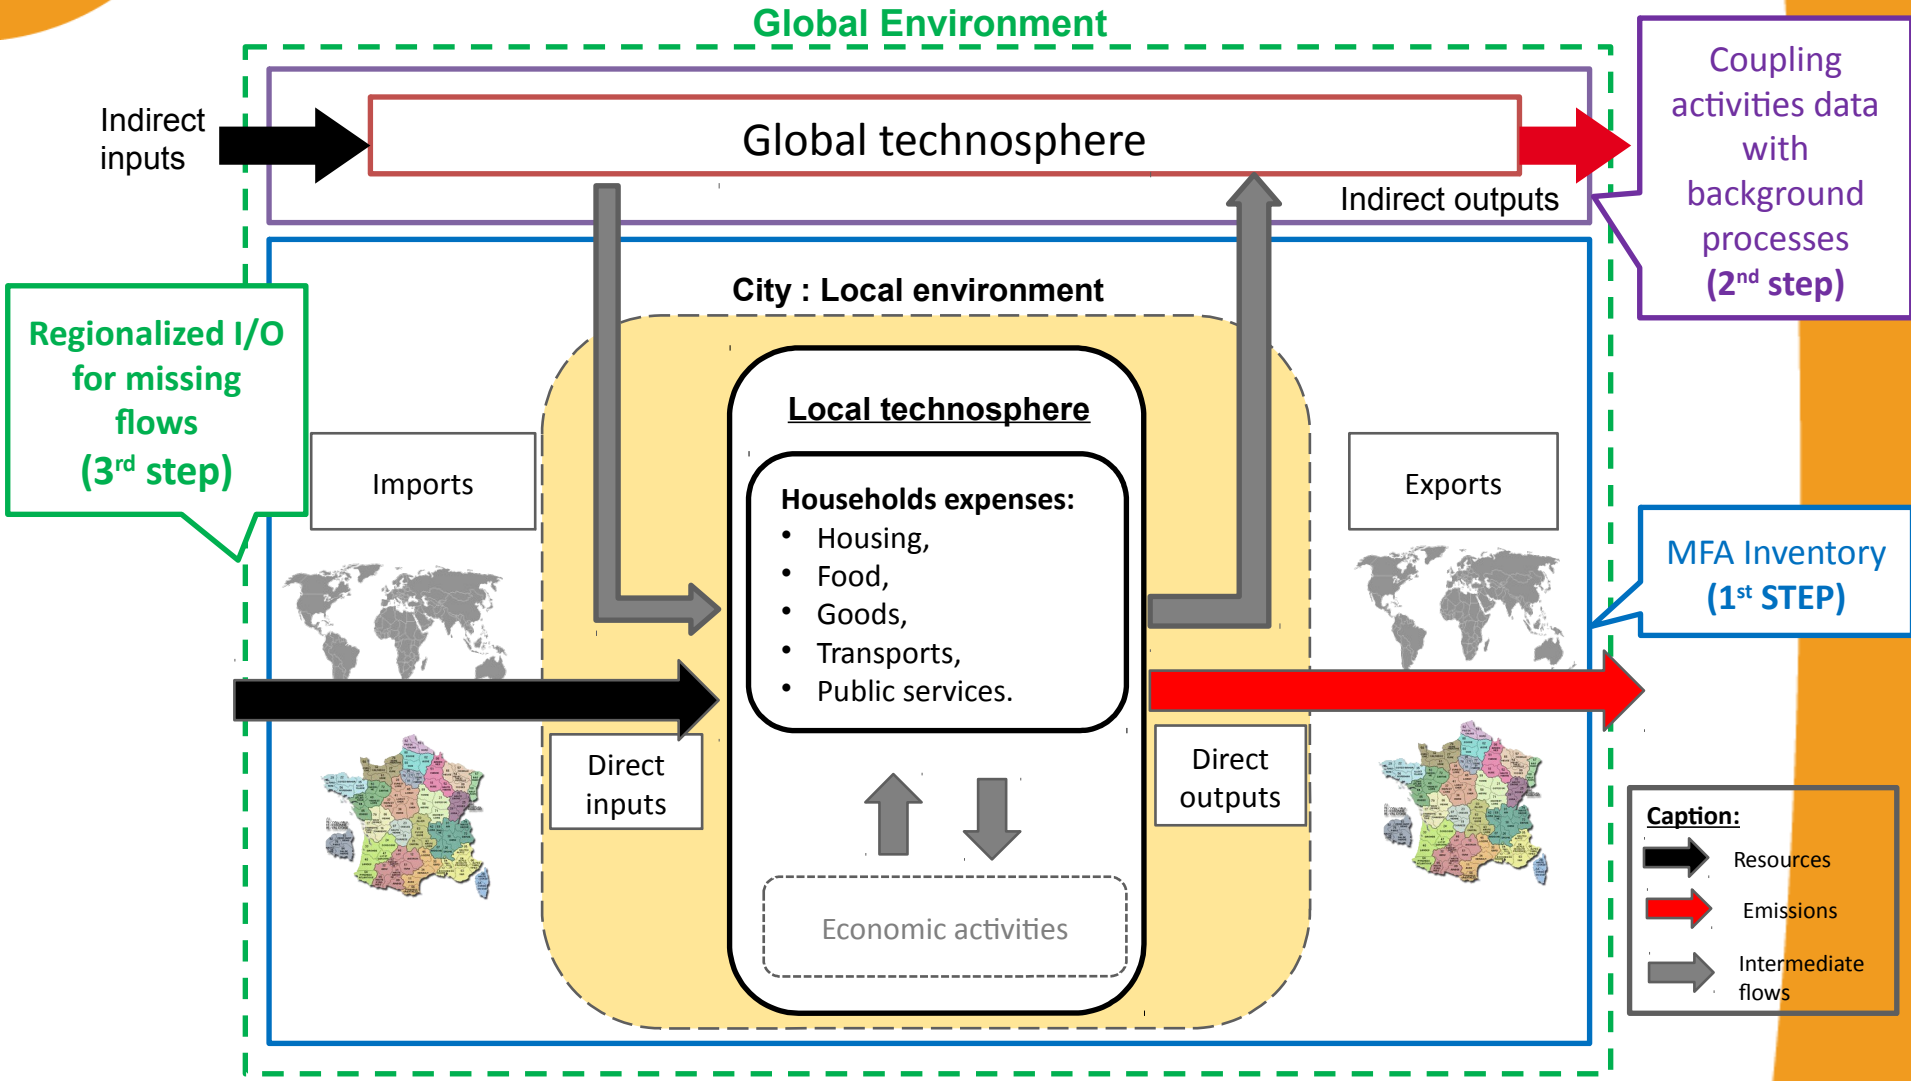 Global Environment
Coupling
activities data
with
background
processes
(2nd step)
Indirect
inputs
Global technosphere
Indirect outputs
City : Local environment
Regionalized I/O
for missing
flows
(3rd step)
Local technosphere
Imports
Households expenses:
• Housing,
• Food,
• Goods,
• Transports,
• Public services.
Exports
MFA Inventory
(1st STEP)
Direct
inputs
Direct
outputs
Economic activities
Caption:
Resources
Emissions
Intermediate
flows